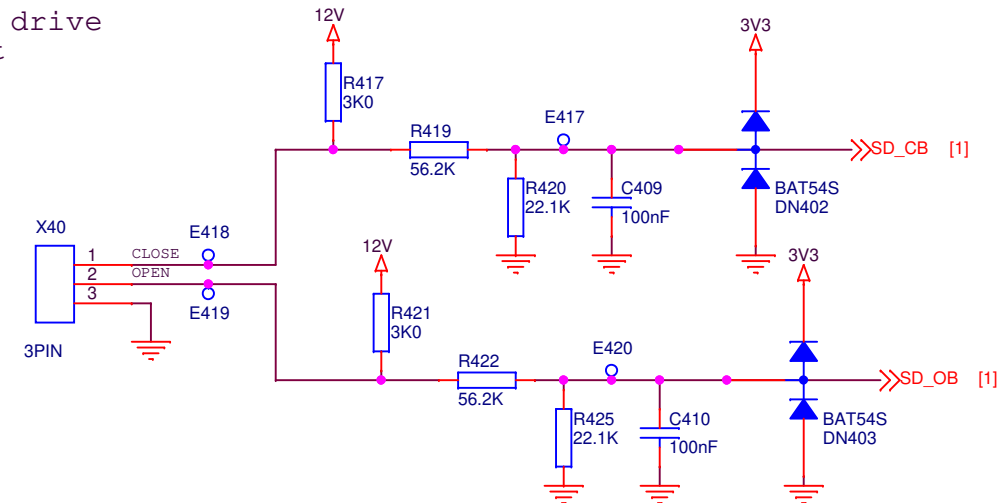 drive
12V
3V3
R417
3K0
E417
R419
56.2K
SD_CB [1]
R420
22.1K
C409
100nF
BAT54S
DN402
X40
E418
1 CLOSE
2 OPEN
3
E419
3PIN
12V
3V3
R421
3K0
R422
56.2K
E420
SD_OB [1]
R425
22.1K
C410
100nF
BAT54S
DN403